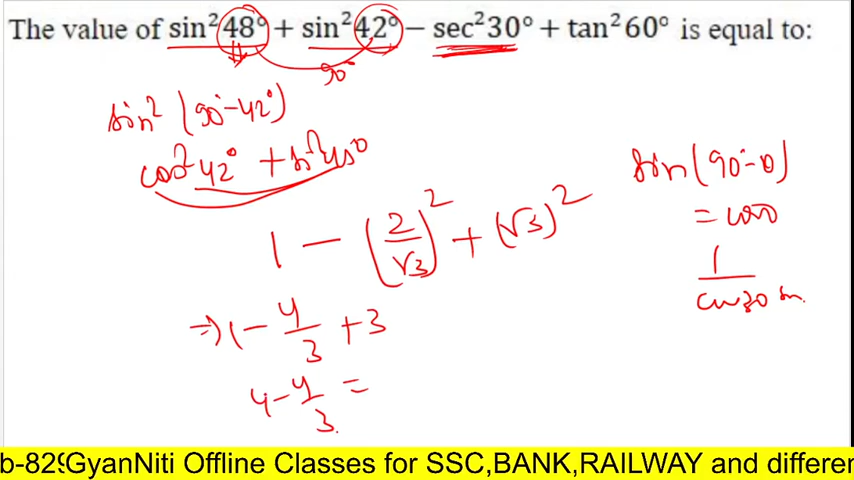 The value of sin²48° + sin²42° − sec²30° + tan²60° is equal to:
90°
sin² (90°-42°)
cos²42° + sin²42°
sin(90°-θ)
= cosθ
1 − (2/√3)² + (√3)²
1/cos30
⇒ 1 − 4/3 + 3
4 − 4/3 =
b-829GyanNiti Offline Classes for SSC,BANK,RAILWAY and differen